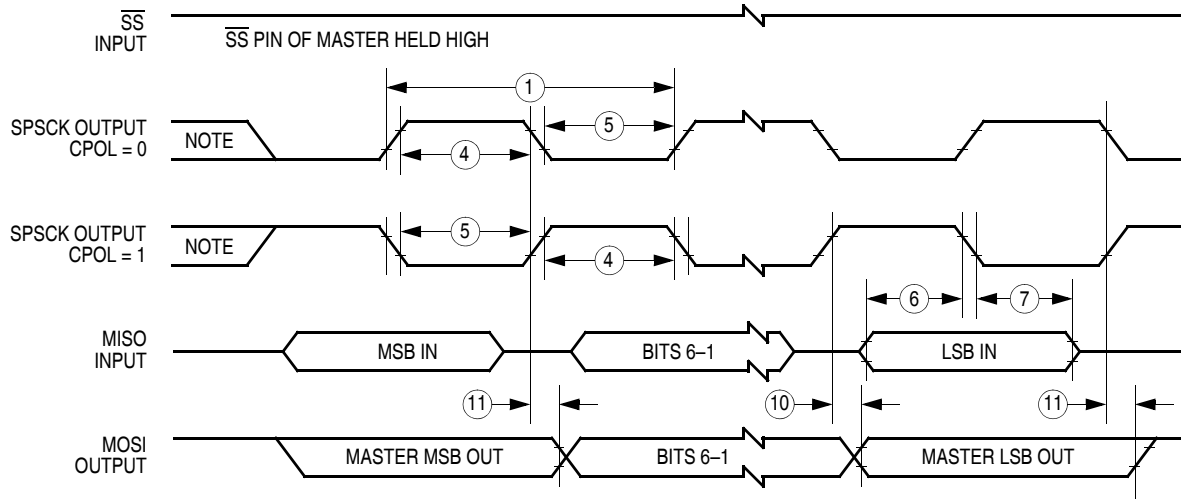 SS
INPUT
SS PIN OF MASTER HELD HIGH
1
SPSCK OUTPUT
CPOL = 0
NOTE
5
4
SPSCK OUTPUT
CPOL = 1
NOTE
5
4
6
7
MISO
INPUT
MSB IN
BITS 6–1
LSB IN
11
10
11
MOSI
OUTPUT
MASTER MSB OUT
BITS 6–1
MASTER LSB OUT